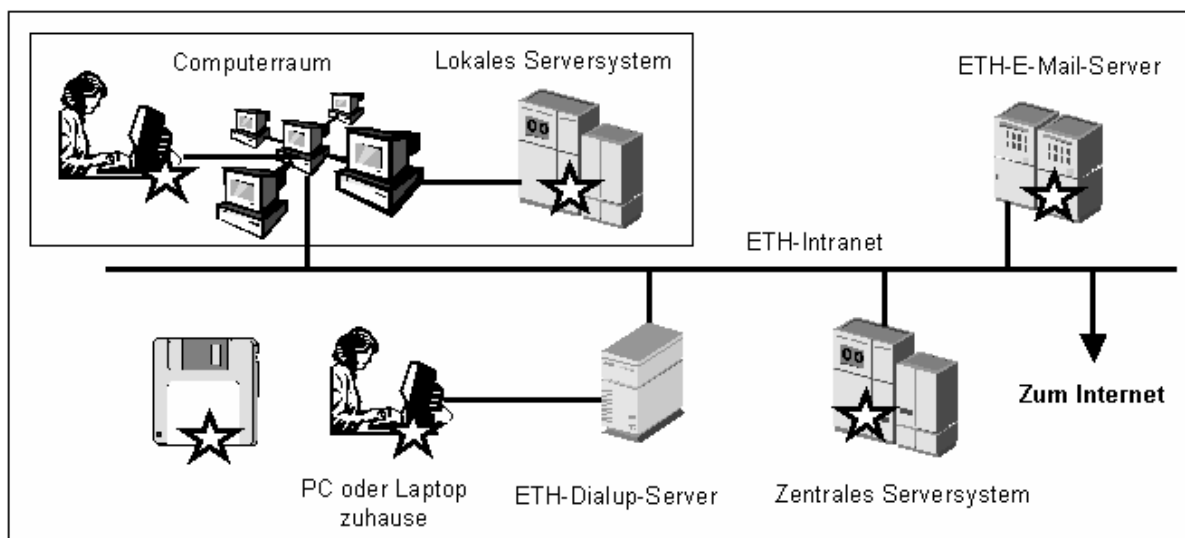 Computerraum
Lokales Serversystem
ETH-E-Mail-Server
ETH-Intranet
Zum Internet
PC oder Laptop
zuhause
ETH-Dialup-Server
Zentrales Serversystem